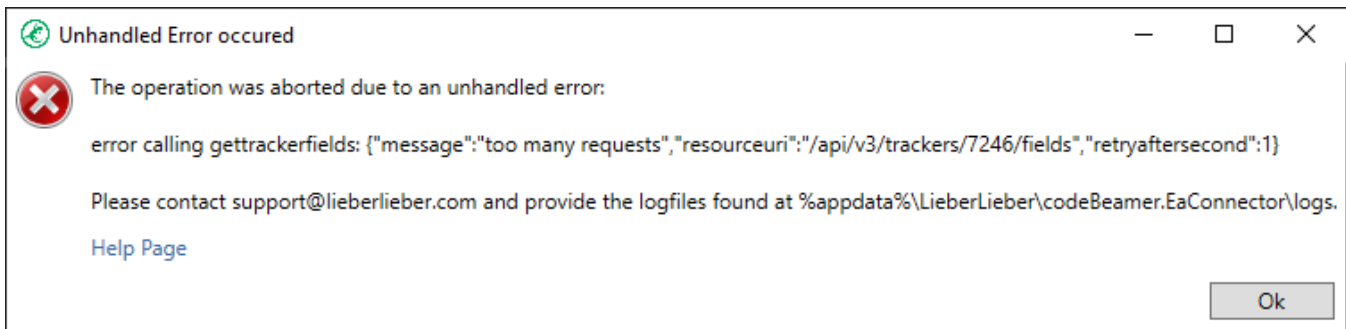 Unhandled Error occured
The operation was aborted due to an unhandled error:
error calling gettrackerfields: {"message":"too many requests","resourceuri":"/api/v3/trackers/7246/fields","retryaftersecond":1}
Please contact support@lieberlieber.com and provide the logfiles found at %appdata%\LieberLieber\codeBeamer.EaConnector\logs.
Help Page
Ok